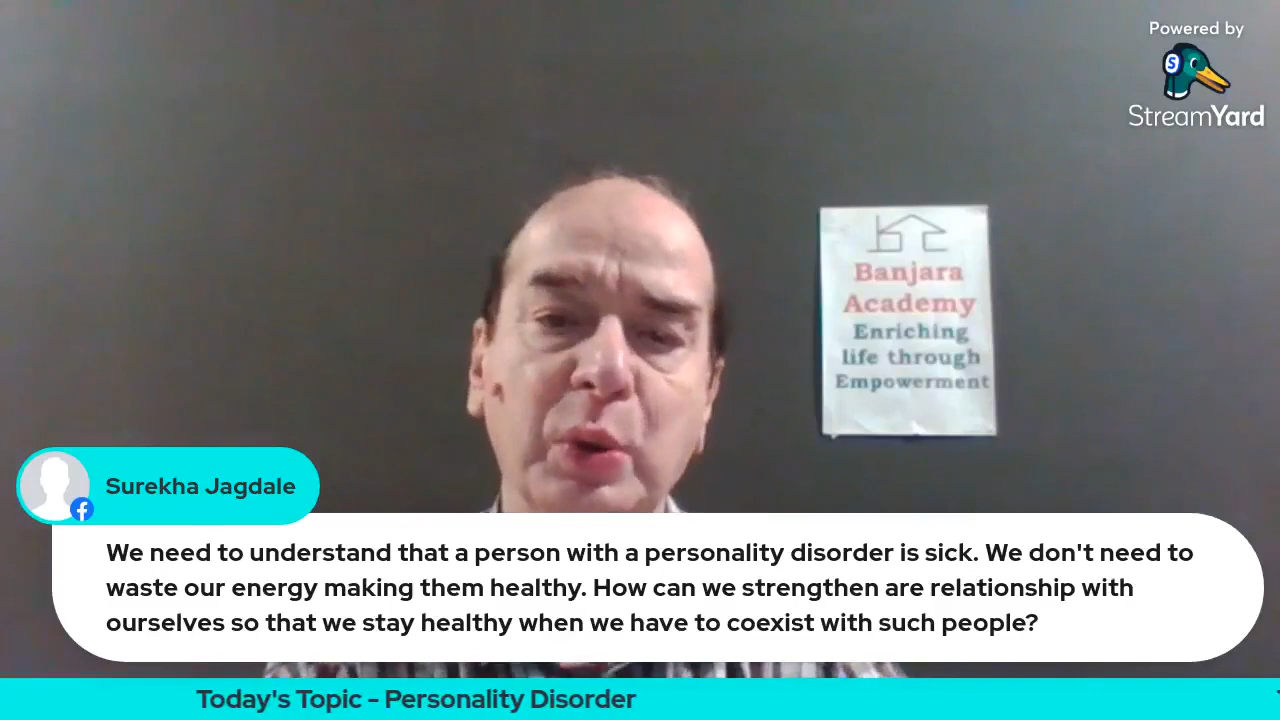 Powered by
StreamYard
Banjara
Academy
Enriching
life through
Empowerment
Surekha Jagdale
We need to understand that a person with a personality disorder is sick. We don't need to
waste our energy making them healthy. How can we strengthen are relationship with
ourselves so that we stay healthy when we have to coexist with such people?
Today's Topic - Personality Disorder